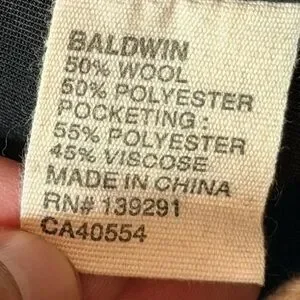 BALDWIN
50% WOOL
50% POLYESTER
POCKETING:
55% POLYESTER
45% VISCOSE
MADE IN CHINA
RN# 139291
CA40554